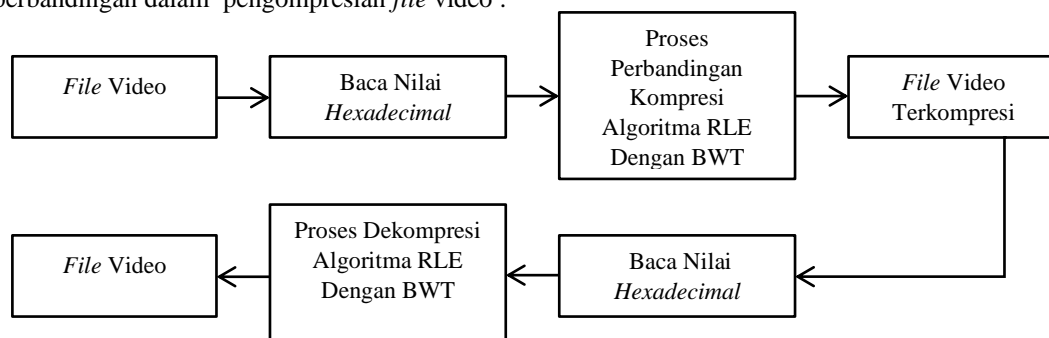 perbandingan dalam pengompresian file video :
File Video
Baca Nilai
Hexadecimal
Proses
Perbandingan
Kompresi
Algoritma RLE
Dengan BWT
File Video
Terkompresi
File Video
Proses Dekompresi
Algoritma RLE
Dengan BWT
Baca Nilai
Hexadecimal